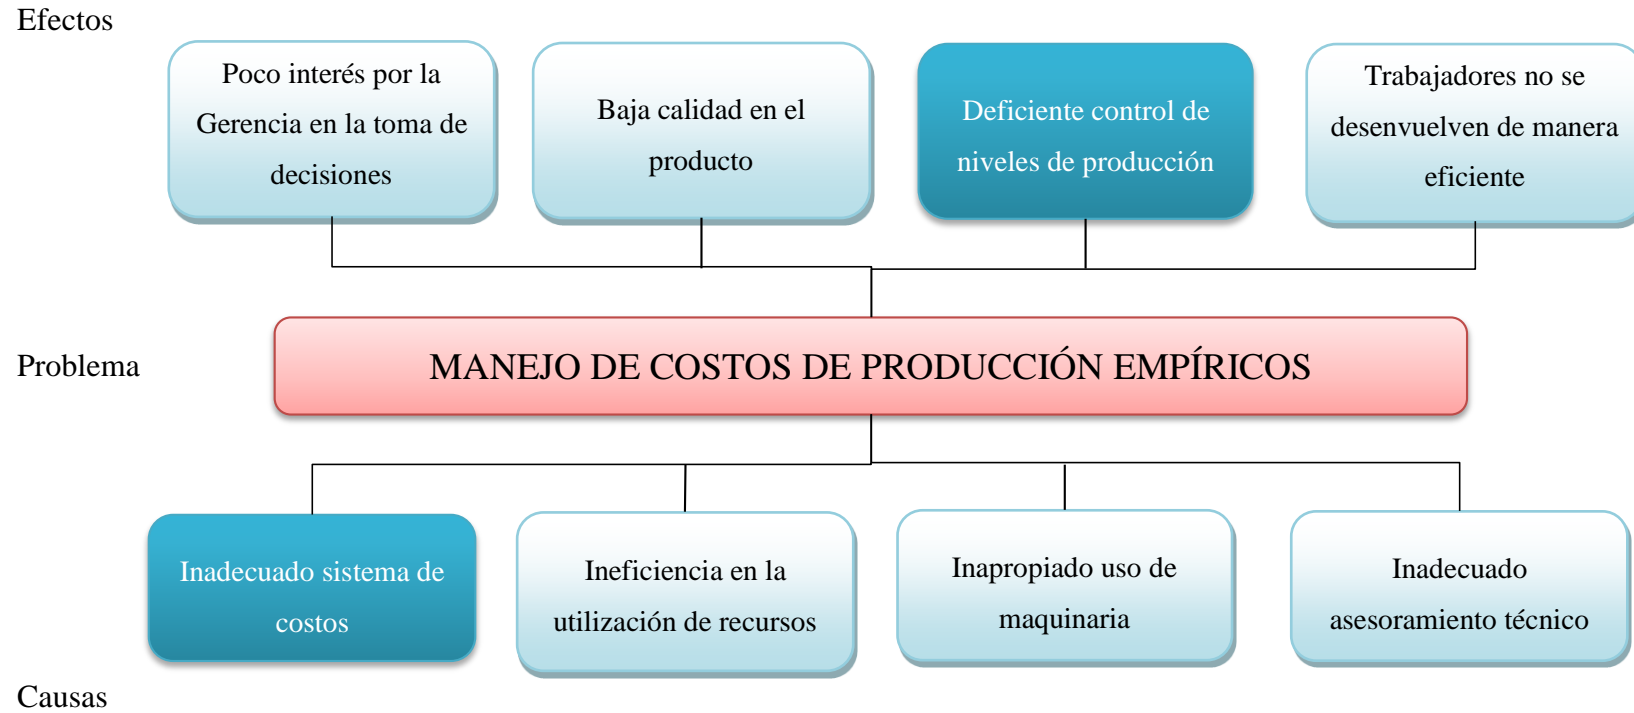 Efectos
Poco interés por la
Gerencia en la toma de
decisiones
Baja calidad en el
producto
Deficiente control de
niveles de producción
Trabajadores no se
desenvuelven de manera
eficiente
Problema
MANEJO DE COSTOS DE PRODUCCIÓN EMPÍRICOS
Inadecuado sistema de
costos
Ineficiencia en la
utilización de recursos
Inapropiado uso de
maquinaria
Inadecuado
asesoramiento técnico
Causas